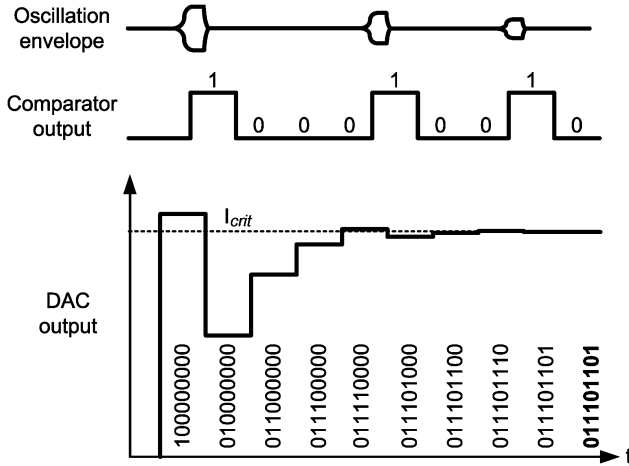 Oscillation
envelope
Comparator
output
1
0
0
0
1
0
0
1
0
I_crit
DAC
output
100000000
010000000
011000000
011100000
011110000
011101000
011101100
011101110
011101101
011101101
t